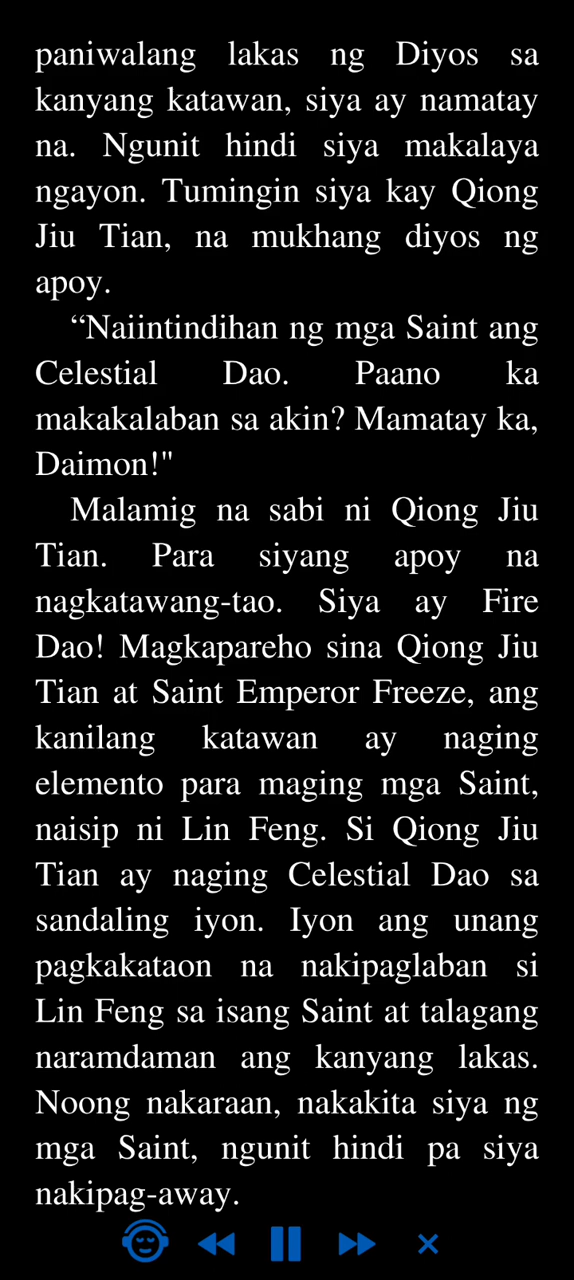 paniwalang lakas ng Diyos sa
kanyang katawan, siya ay namatay
na. Ngunit hindi siya makalaya
ngayon. Tumingin siya kay Qiong
Jiu Tian, na mukhang diyos ng
apoy.
“Naiintindihan ng mga Saint ang
Celestial Dao. Paano ka
makakalaban sa akin? Mamatay ka,
Daimon!"
Malamig na sabi ni Qiong Jiu
Tian. Para siyang apoy na
nagkatawang-tao. Siya ay Fire
Dao! Magkapareho sina Qiong Jiu
Tian at Saint Emperor Freeze, ang
kanilang katawan ay naging
elemento para maging mga Saint,
naisip ni Lin Feng. Si Qiong Jiu
Tian ay naging Celestial Dao sa
sandaling iyon. Iyon ang unang
pagkakataon na nakipaglaban si
Lin Feng sa isang Saint at talagang
naramdaman ang kanyang lakas.
Noong nakaraan, nakakita siya ng
mga Saint, ngunit hindi pa siya
nakipag-away.